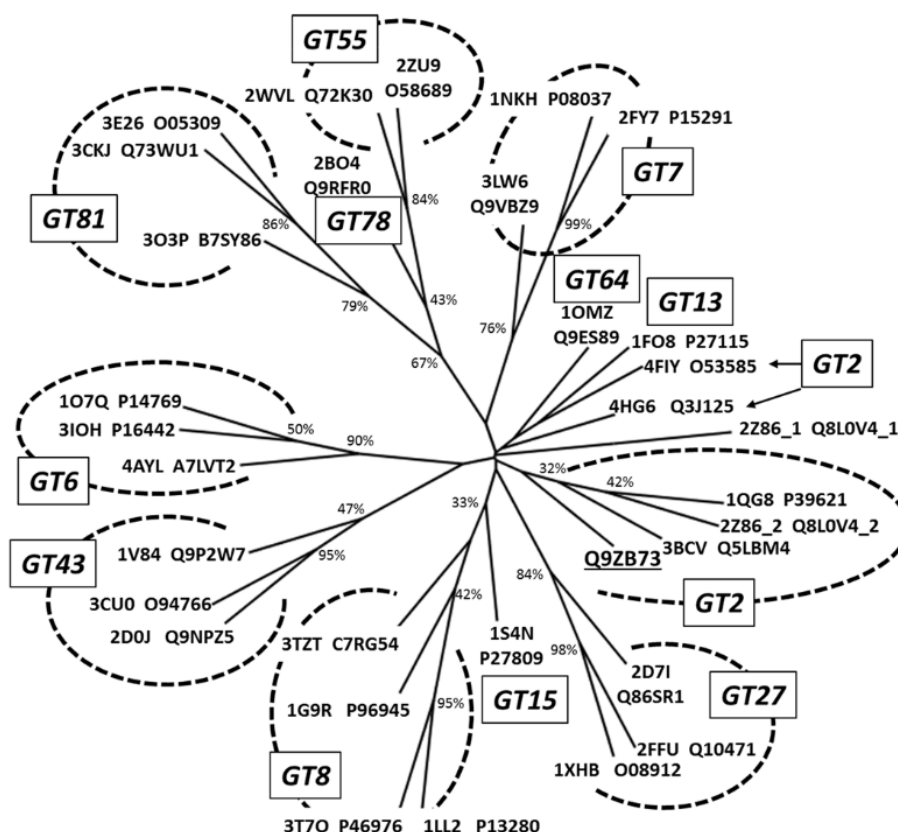 GT55
2ZU9
2WVL Q72K30 O58689
1NKH P08037
2FY7 P15291
3E26 O05309
3CKJ Q73WU1
2BO4
Q9RFR0
3LW6
Q9VBZ9
GT7
GT81
GT78
84%
86%
99%
3O3P B7SY86
GT64
GT13
79%
43%
76%
1OMZ
Q9ES89
1FO8 P27115
67%
4FIY O53585
GT2
1O7Q P14769
4HG6 Q3J125
3IOH P16442
50%
90%
2Z86_1 Q8L0V4_1
4AYL A7LVT2
GT6
32%
42%
47%
33%
1QG8 P39621
2Z86_2 Q8L0V4_2
1V84 Q9P2W7
95%
3BCV Q5LBM4
GT43
Q9ZB73
84%
3CU0 O94766
42%
GT2
2D0J Q9NPZ5
3TZT C7RG54
1S4N
P27809
98%
2D7I
Q86SR1
GT27
1G9R P96945
95%
GT15
2FFU Q10471
GT8
1XHB O08912
3T7O P46976 1LL2 P13280